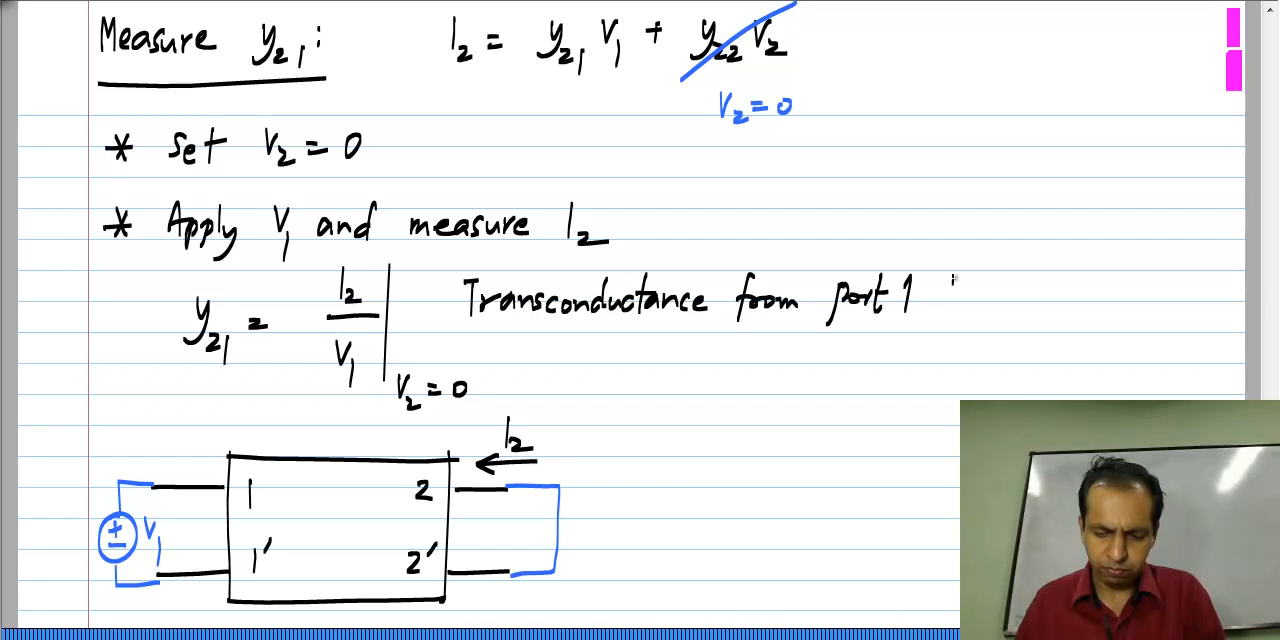 Measure y21: I2 = y21 V1 + y22 V2
V2 = 0
* Set V2 = 0
* Apply V1 and measure I2
y21 = I2 / V1 | V2 = 0 Transconductance from port 1
I2
1 2
+ − V1
1' 2'